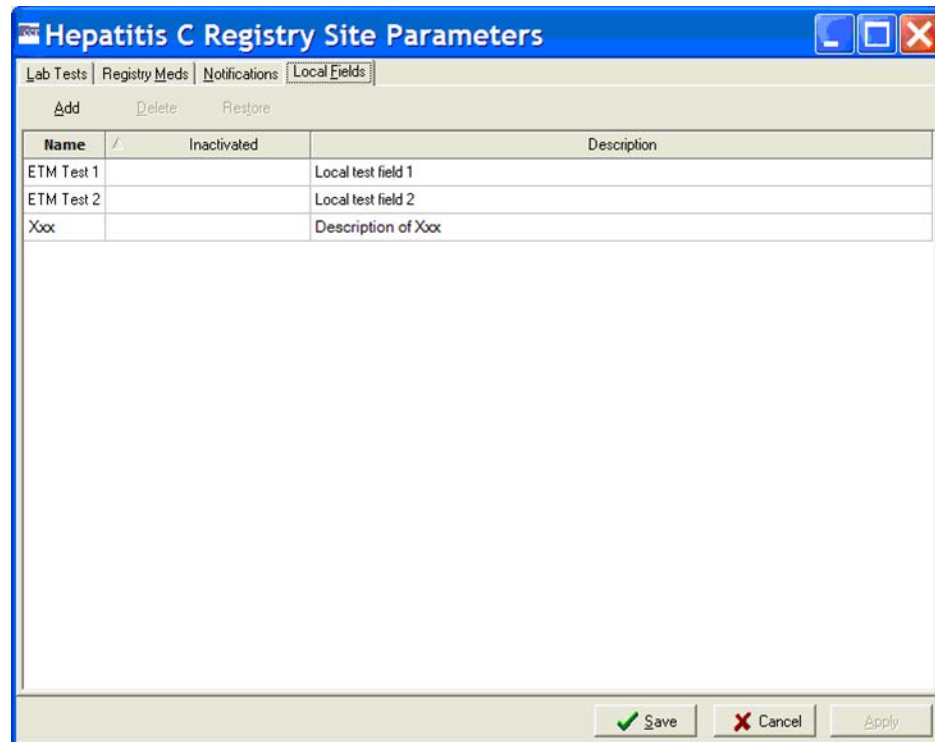 Hepatitis C Registry Site Parameters
Lab Tests Registry Meds Notifications Local Fields
Add Delete Restore
Name Inactivated Description
ETM Test 1 Local test field 1
ETM Test 2 Local test field 2
Xxx Description of Xxx
Save Cancel Apply